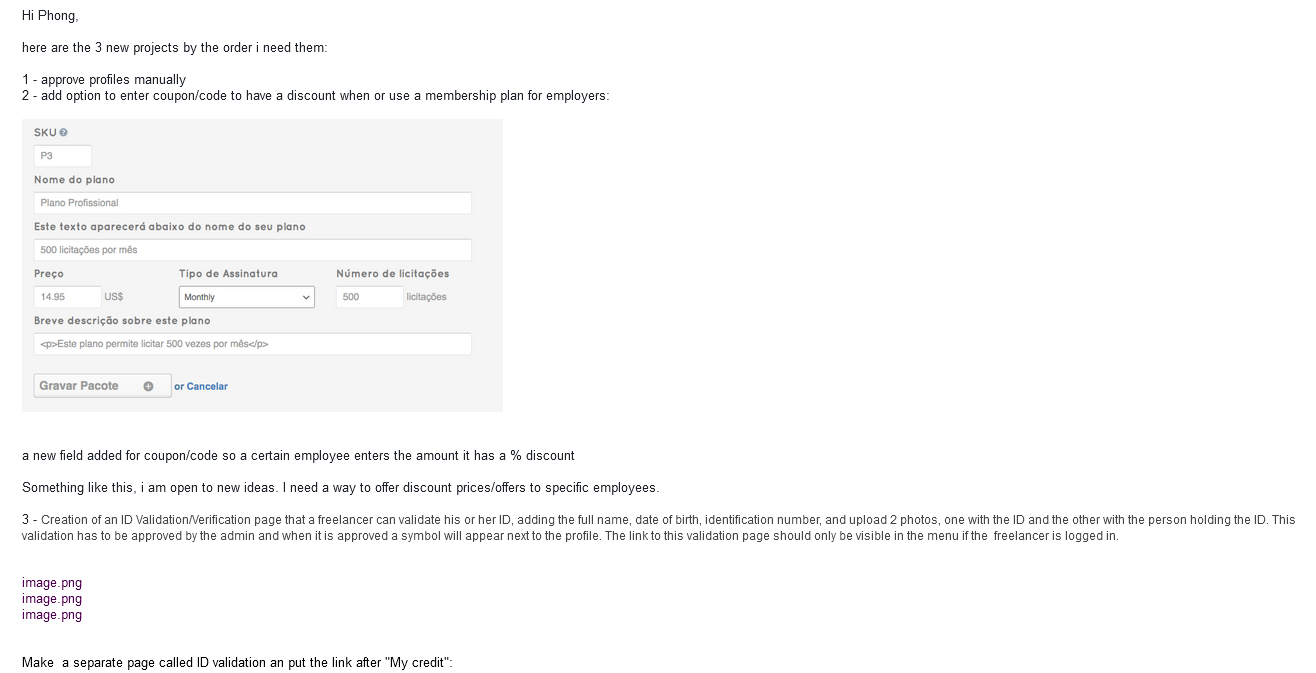 Hi Phong,
here are the 3 new projects by the order i need them:
1 - approve profiles manually
2 - add option to enter coupon/code to have a discount when or use a membership plan for employers:
SKU
P3
Nome do plano
Plano Profissional
Este texto aparecerá abaixo do nome do seu plano
500 licitações por mês
Preço Tipo de Assinatura Número de licitações
14.95 US$ Monthly 500 licitações
Breve descrição sobre este plano
<p>Este plano permite licitar 500 vezes por mês</p>
Gravar Pacote or Cancelar
a new field added for coupon/code so a certain employee enters the amount it has a % discount
Something like this, i am open to new ideas. I need a way to offer discount prices/offers to specific employees.
3 - Creation of an ID Validation/Verification page that a freelancer can validate his or her ID, adding the full name, date of birth, identification number, and upload 2 photos, one with the ID and the other with the person holding the ID. This
validation has to be approved by the admin and when it is approved a symbol will appear next to the profile. The link to this validation page should only be visible in the menu if the freelancer is logged in.
image.png
image.png
image.png
Make a separate page called ID validation an put the link after "My credit":